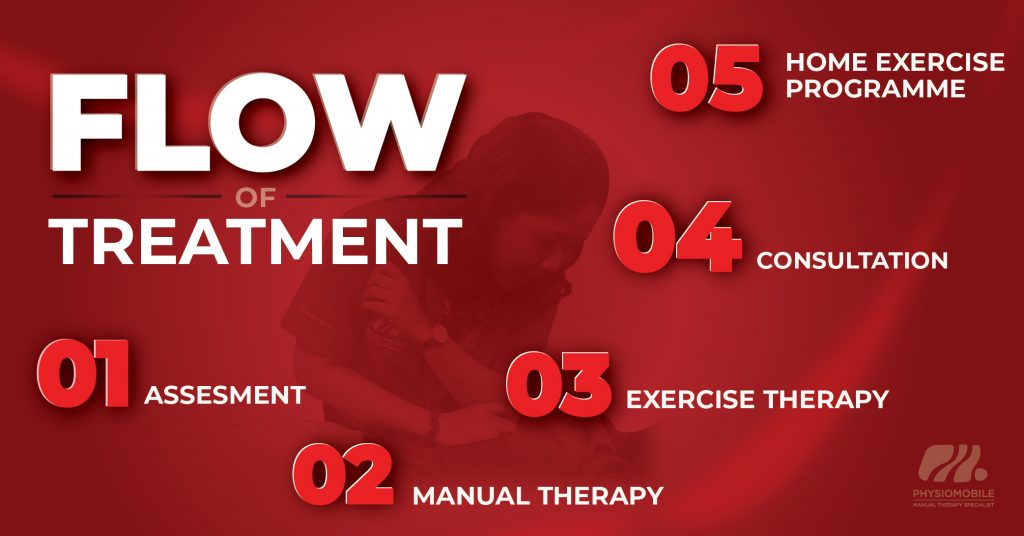 FLOW
OF
TREATMENT
01
ASSESMENT
02
MANUAL THERAPY
03
EXERCISE THERAPY
04
CONSULTATION
05
HOME EXERCISE
PROGRAMME
PHYSIOMOBILE
MANUAL THERAPY SPECIALIST